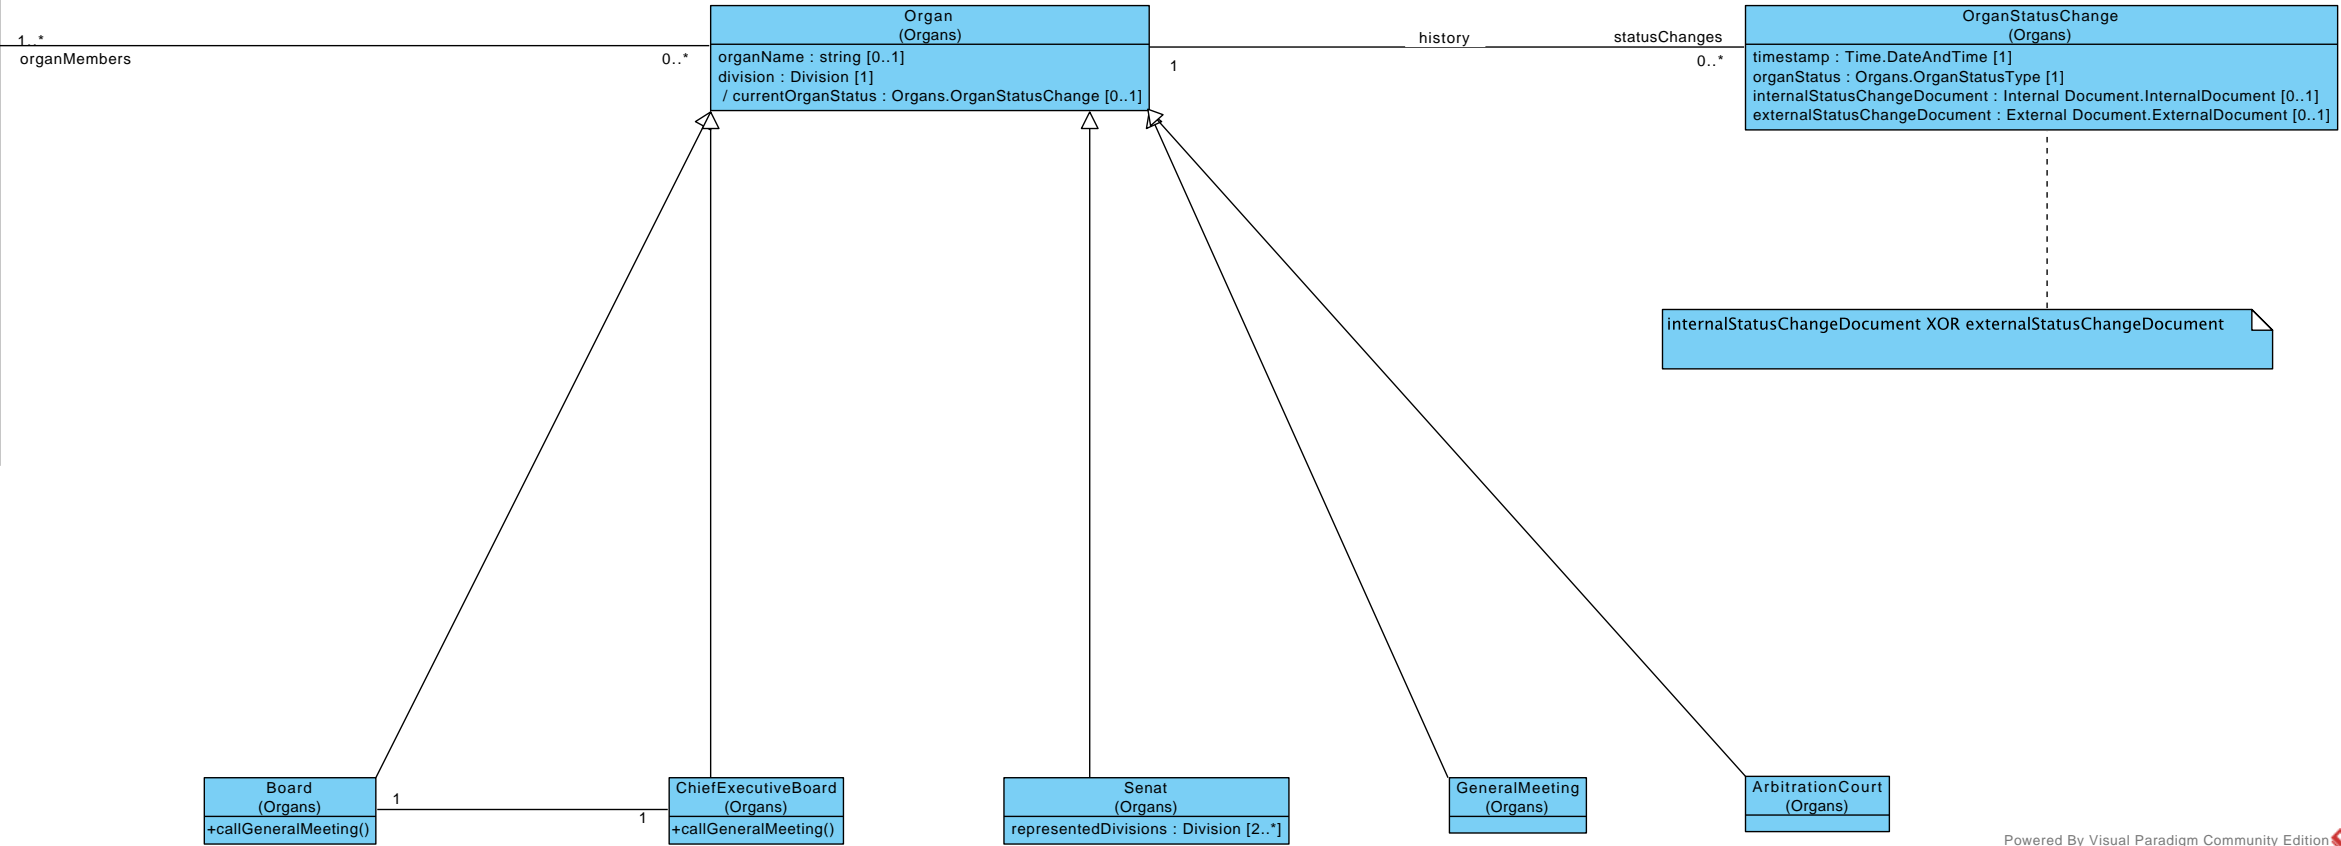 Organ
(Organs)
organName : string [0..1]
division : Division [1]
/ currentOrganStatus : Organs.OrganStatusChange [0..1]
OrganStatusChange
(Organs)
timestamp : Time.DateAndTime [1]
organStatus : Organs.OrganStatusType [1]
internalStatusChangeDocument : Internal Document.InternalDocument [0..1]
externalStatusChangeDocument : External Document.ExternalDocument [0..1]
1..*
organMembers
0..*
history
statusChanges
1
0..*
internalStatusChangeDocument XOR externalStatusChangeDocument
Board
(Organs)
+callGeneralMeeting()
1
1
ChiefExecutiveBoard
(Organs)
+callGeneralMeeting()
Senat
(Organs)
representedDivisions : Division [2..*]
GeneralMeeting
(Organs)
ArbitrationCourt
(Organs)
Powered By Visual Paradigm Community Edition